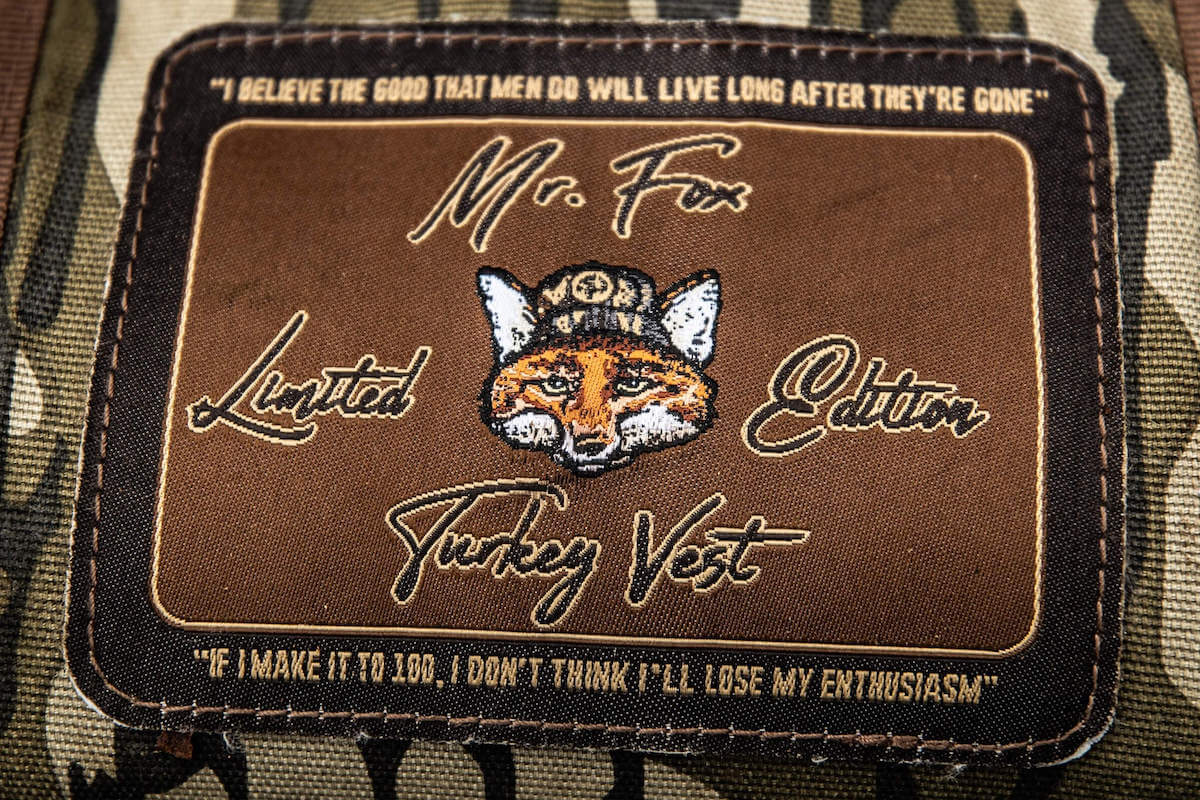 "I BELIEVE THE GOOD THAT MEN DO WILL LIVE LONG AFTER THEY'RE GONE"
Mr. Fox
Limited
Edition
Turkey Vest
"IF I MAKE IT TO 100, I DON'T THINK I'LL LOSE MY ENTHUSIASM"